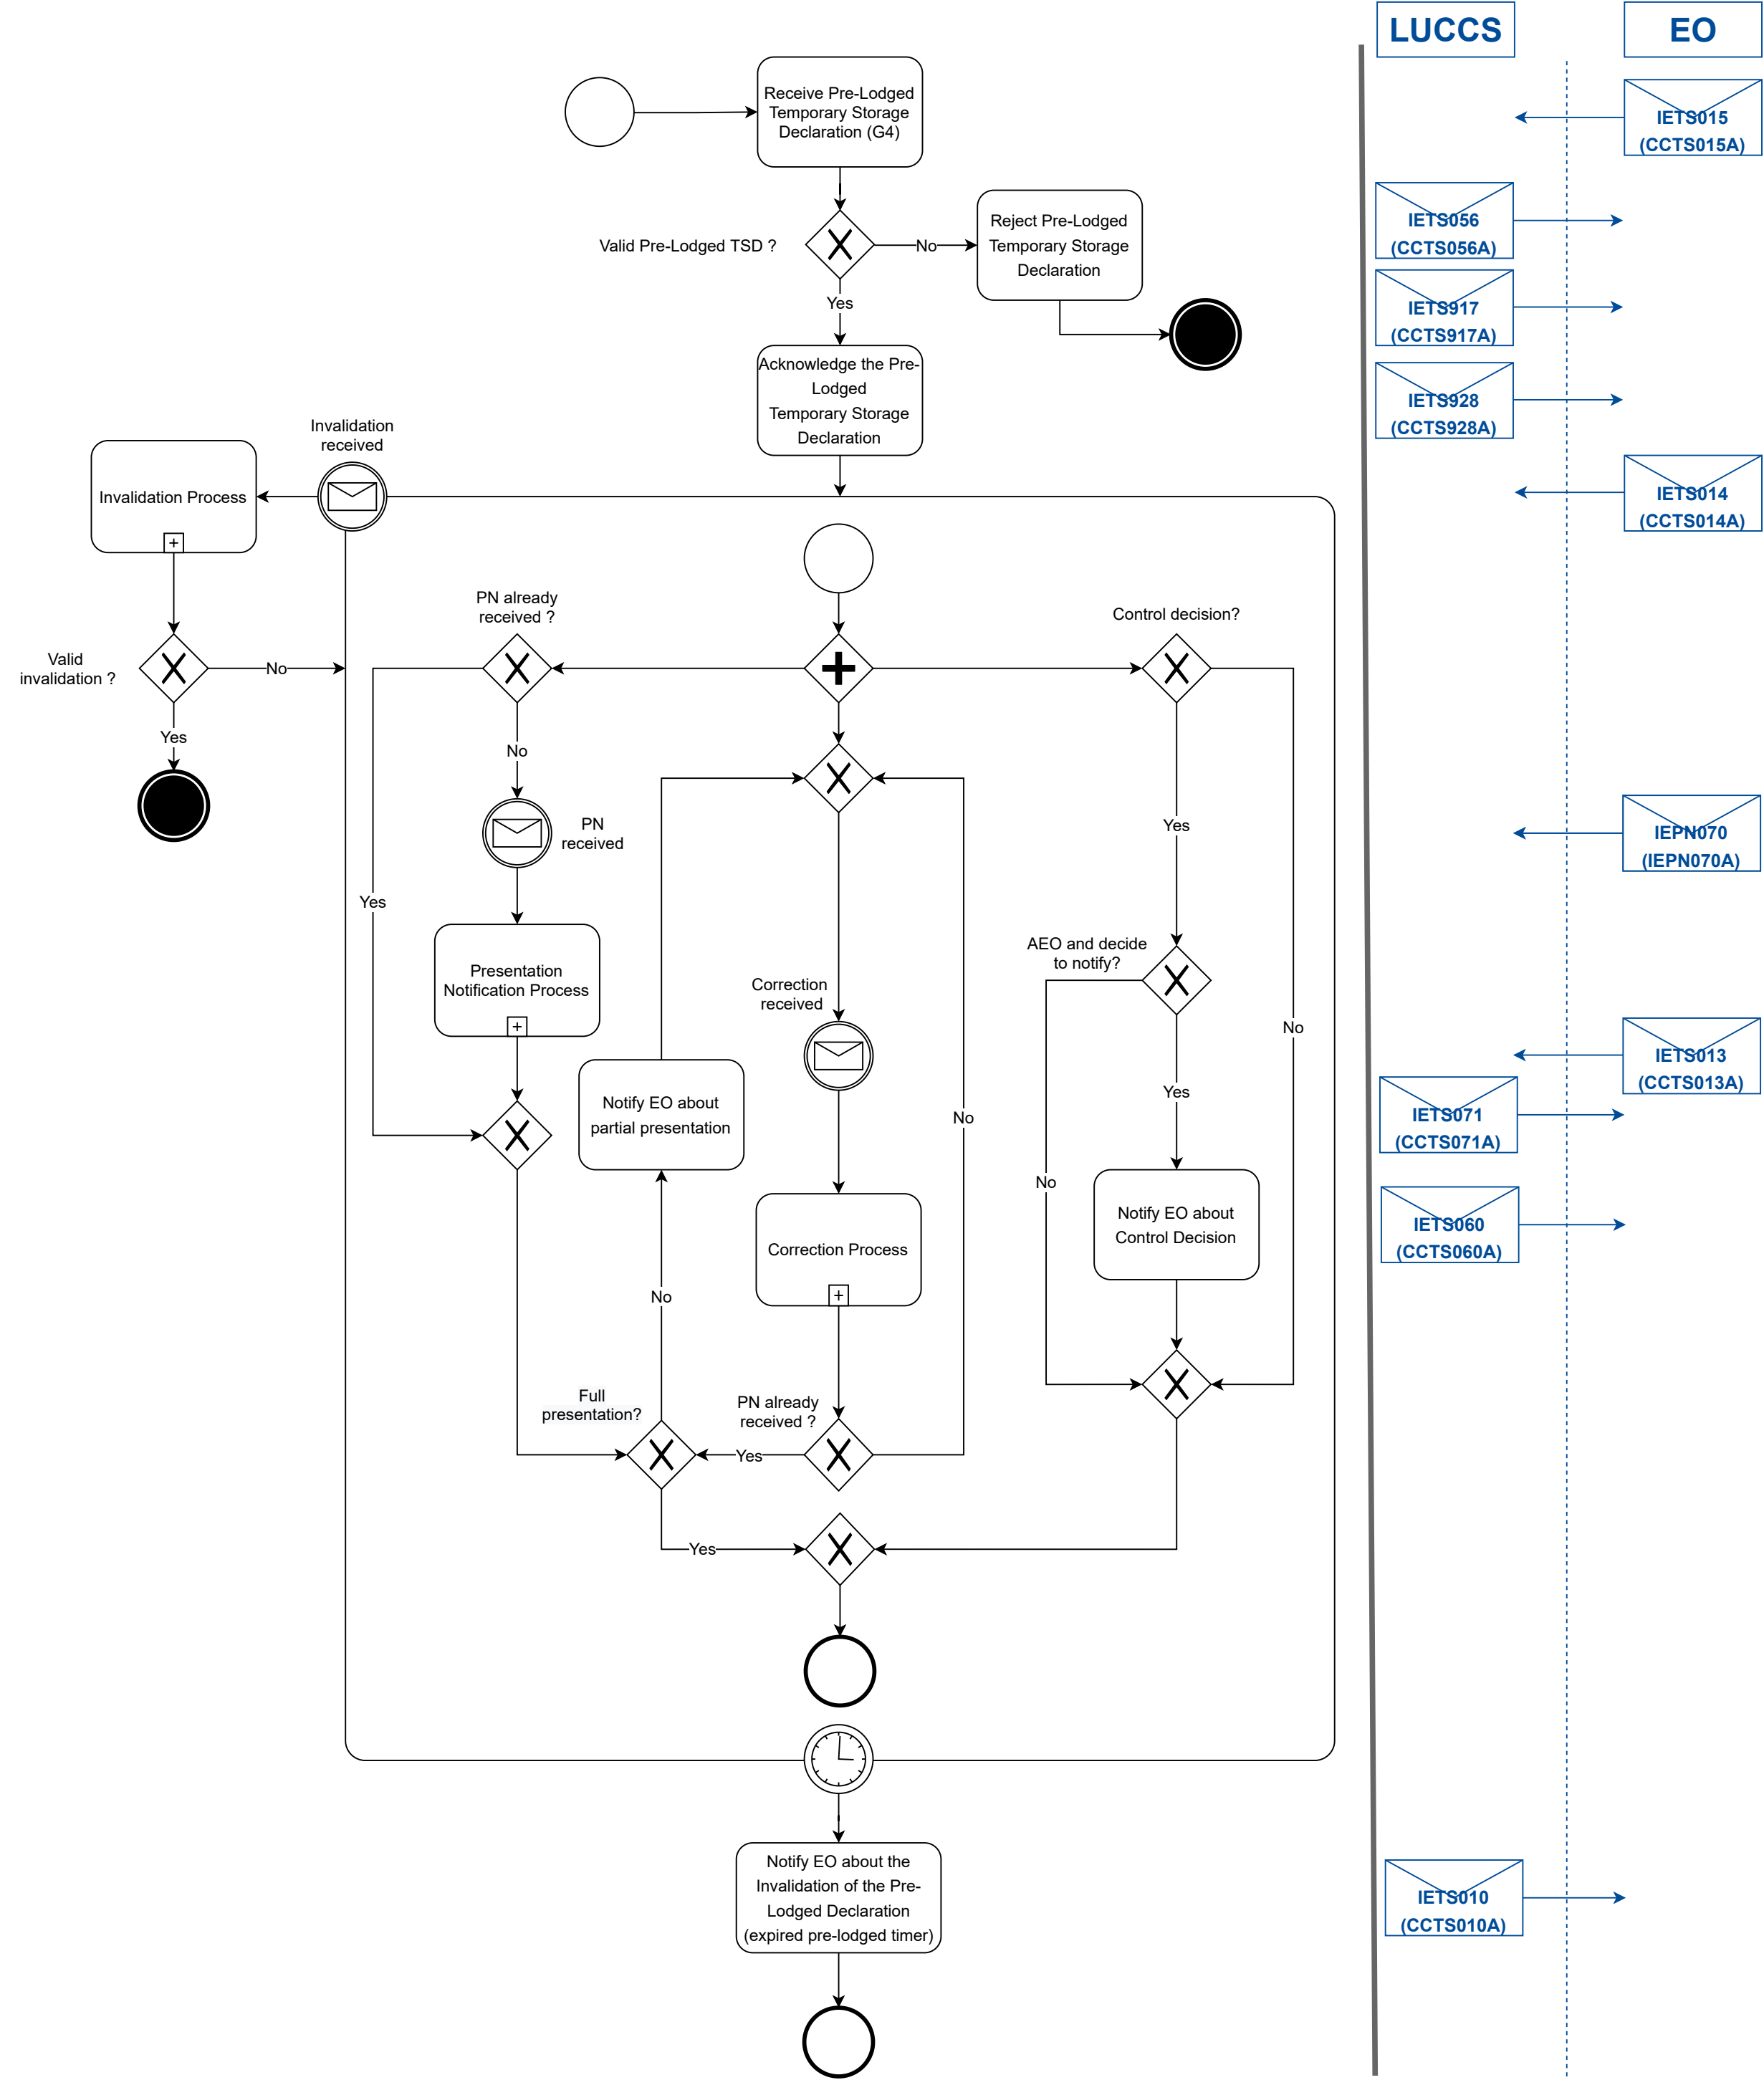 LUCCS
EO
Receive Pre-Lodged
Temporary Storage
Declaration (G4)
IETS015
(CCTS015A)
Valid Pre-Lodged TSD ?
No
Reject Pre-Lodged
Temporary Storage
Declaration
IETS056
(CCTS056A)
Yes
IETS917
(CCTS917A)
Acknowledge the Pre-
Lodged
Temporary Storage
Declaration
IETS928
(CCTS928A)
Invalidation
received
Invalidation Process
IETS014
(CCTS014A)
PN already
received ?
Control decision?
Valid
invalidation ?
No
Yes
No
PN
received
Yes
IEPN070
(IEPN070A)
Yes
Presentation
Notification Process
AEO and decide
to notify?
Correction
received
No
IETS013
(CCTS013A)
Notify EO about
partial presentation
No
Yes
IETS071
(CCTS071A)
No
Notify EO about
Control Decision
IETS060
(CCTS060A)
Correction Process
No
Full
presentation?
PN already
received ?
Yes
Yes
Notify EO about the
Invalidation of the Pre-
Lodged Declaration
(expired pre-lodged timer)
IETS010
(CCTS010A)